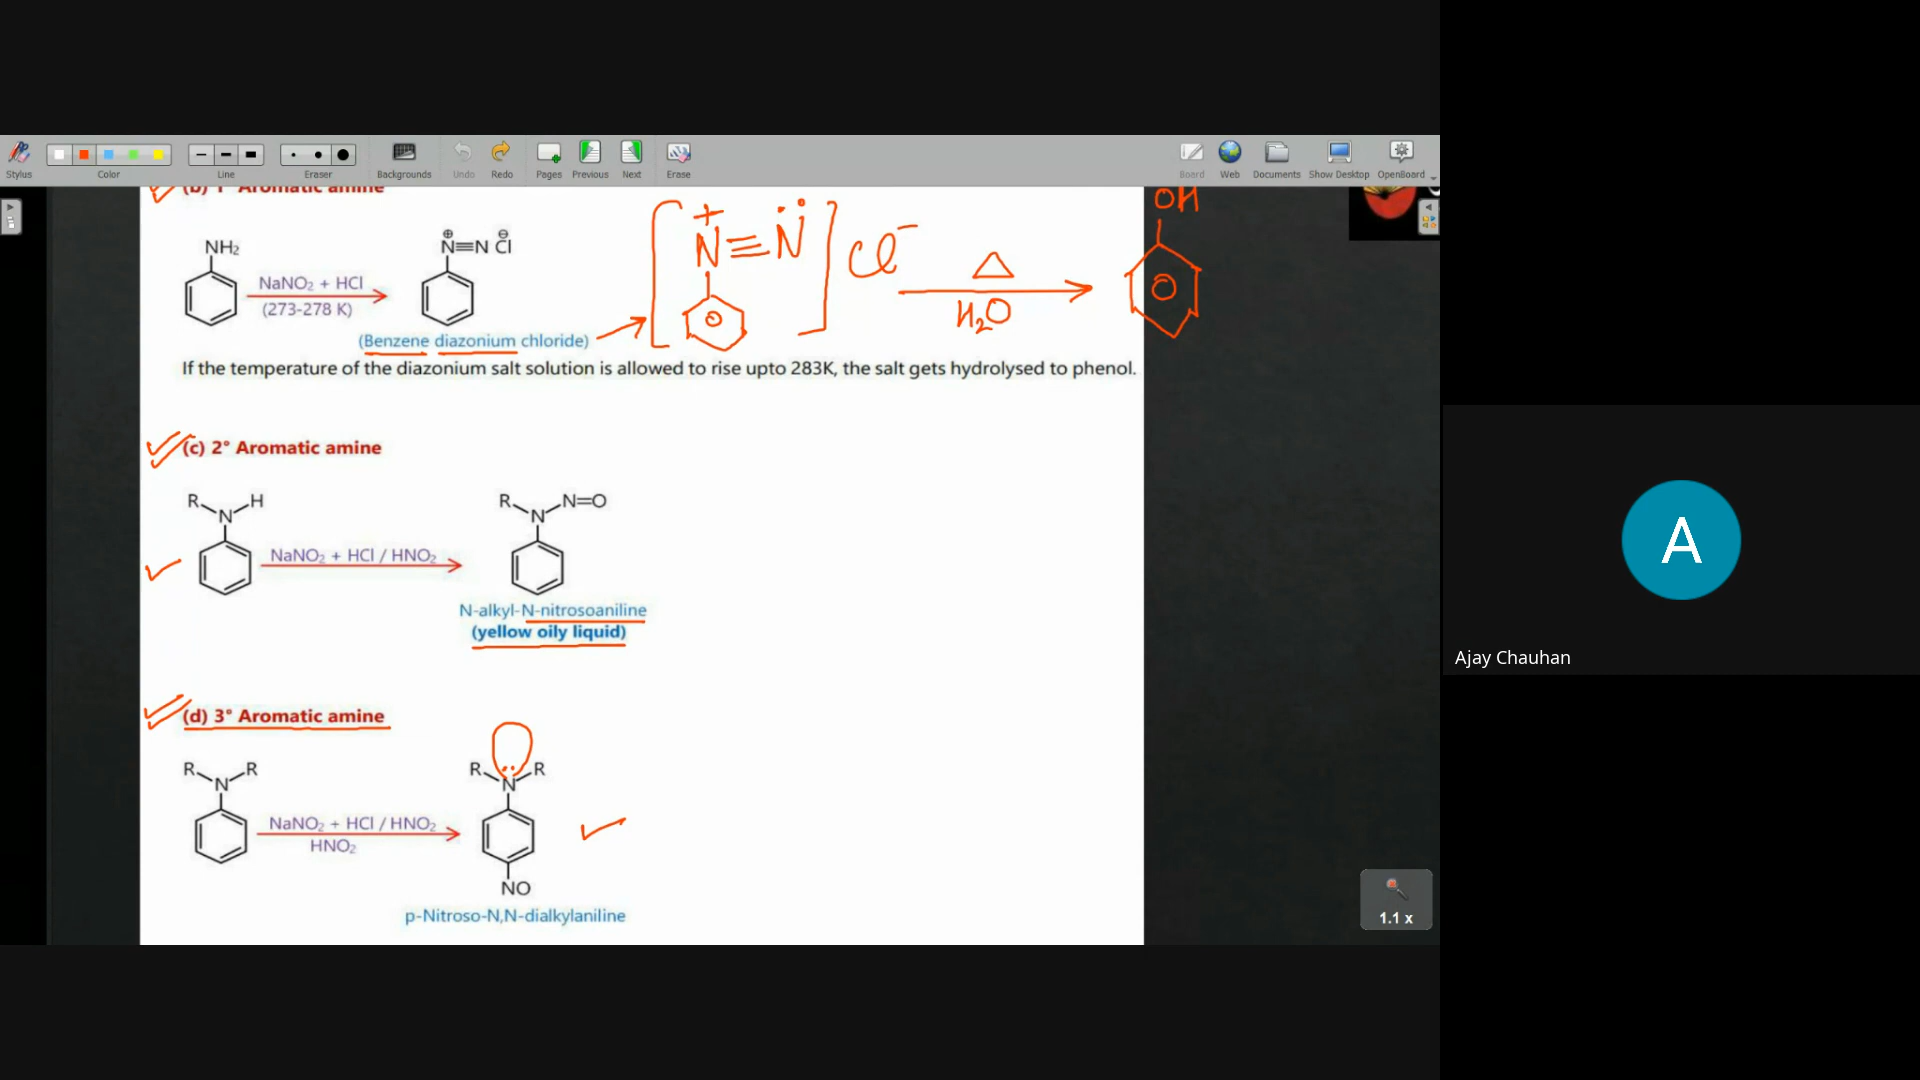 Stylus Color Line Eraser Backgrounds Undo Redo Pages Previous Next Erase Board Web Documents Show Desktop OpenBoard
(b) 1° Aromatic amine
NH₂
NaNO₂ + HCl
(273-278 K)
⊕ ⊖
N≡N Cl
(Benzene diazonium chloride)
+ ..
[N≡N] Cl⁻
△
H₂O
OH
If the temperature of the diazonium salt solution is allowed to rise upto 283K, the salt gets hydrolysed to phenol.
(c) 2° Aromatic amine
R N H
NaNO₂ + HCl / HNO₂
R N N=O
N-alkyl-N-nitrosoaniline
(yellow oily liquid)
(d) 3° Aromatic amine
R N R
NaNO₂ + HCl / HNO₂
HNO₂
R N R
NO
p-Nitroso-N,N-dialkylaniline
1.1 x
A
Ajay Chauhan